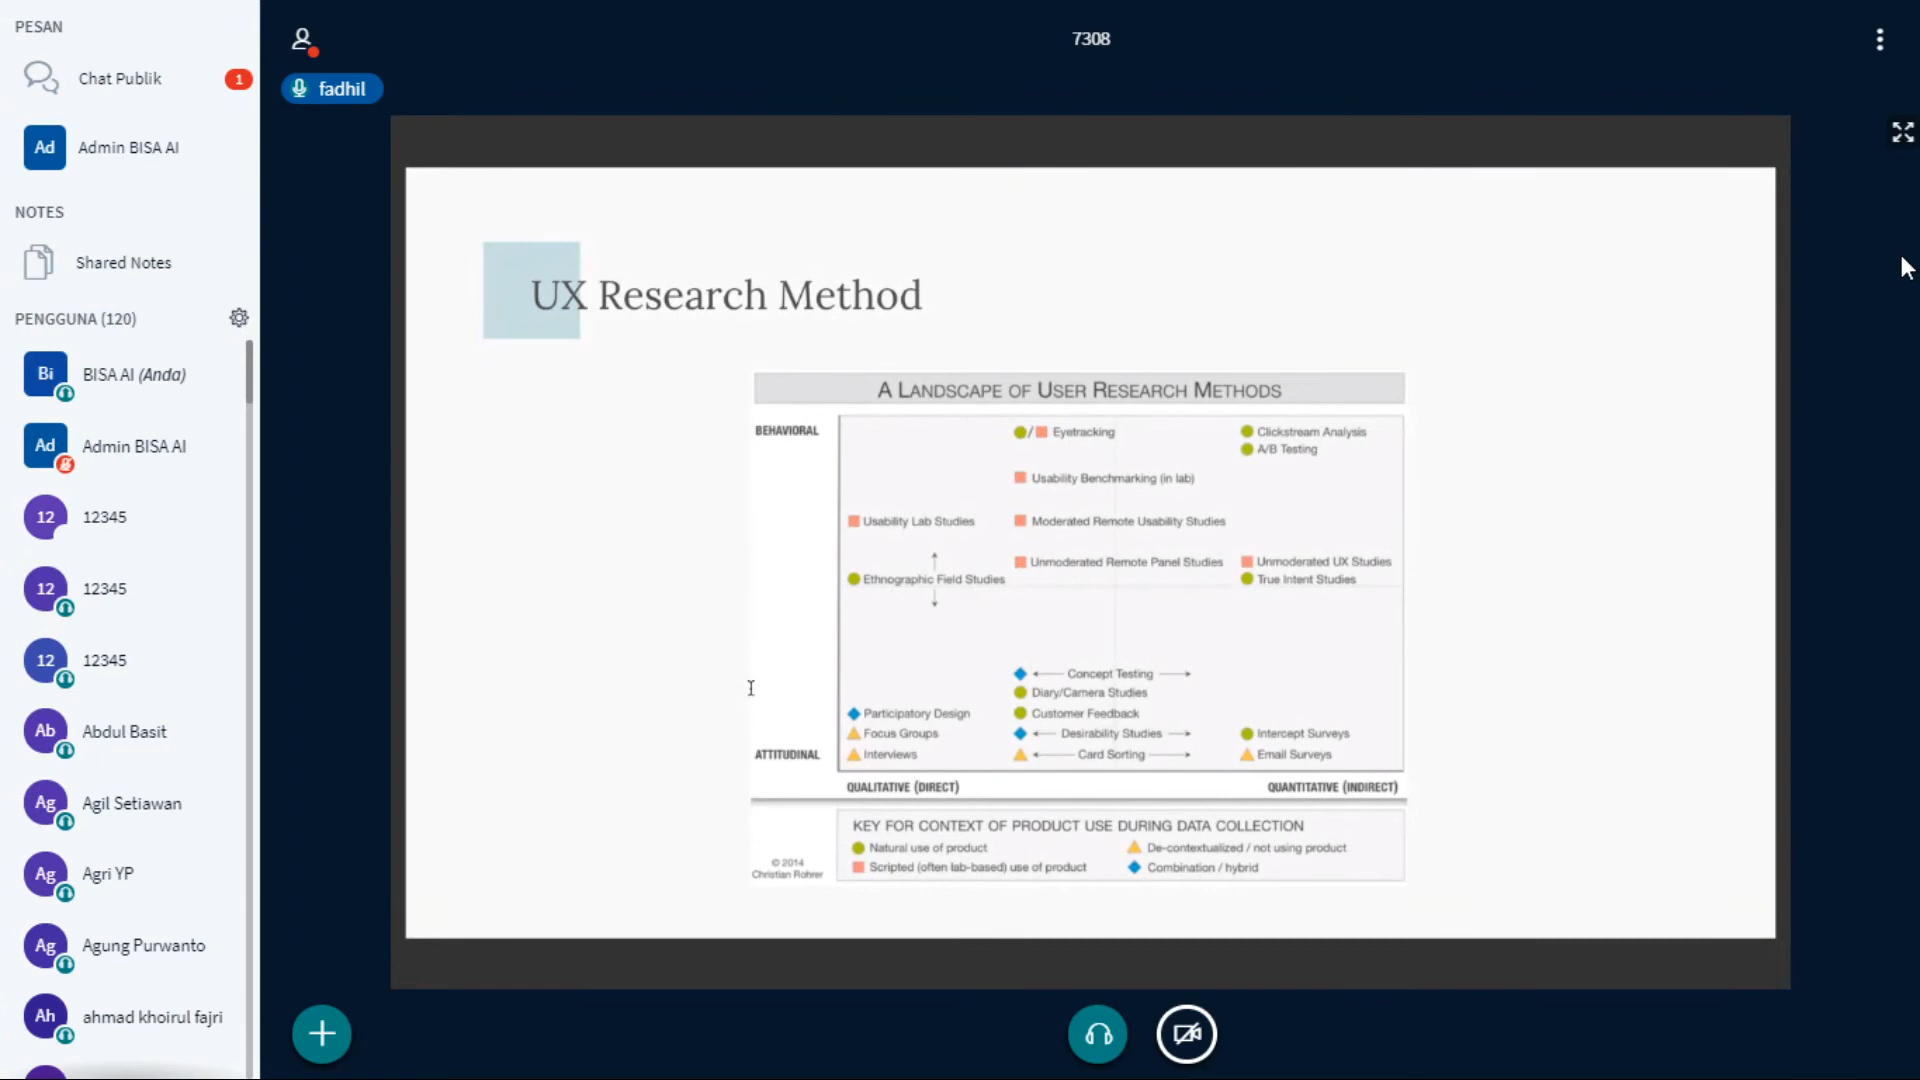 PESAN
Chat Publik
1
Ad
Admin BISA AI
NOTES
Shared Notes
PENGGUNA (120)
Bi
BISA AI (Anda)
Ad
Admin BISA AI
12
12345
12
12345
12
12345
Ab
Abdul Basit
Ag
Agil Setiawan
Ag
Agri YP
Ag
Agung Purwanto
Ah
ahmad khoirul fajri
7308
fadhil
UX Research Method
A LANDSCAPE OF USER RESEARCH METHODS
BEHAVIORAL
/ Eyetracking
Clickstream Analysis
A/B Testing
Usability Benchmarking (in lab)
Usability Lab Studies
Moderated Remote Usability Studies
Unmoderated Remote Panel Studies
Unmoderated UX Studies
Ethnographic Field Studies
True Intent Studies
Concept Testing
Diary/Camera Studies
Participatory Design
Customer Feedback
Focus Groups
Desirability Studies
Intercept Surveys
ATTITUDINAL
Interviews
Card Sorting
Email Surveys
QUALITATIVE (DIRECT)
QUANTITATIVE (INDIRECT)
KEY FOR CONTEXT OF PRODUCT USE DURING DATA COLLECTION
Natural use of product
De-contextualized / not using product
Scripted (often lab-based) use of product
Combination / hybrid
© 2014
Christian Rohrer